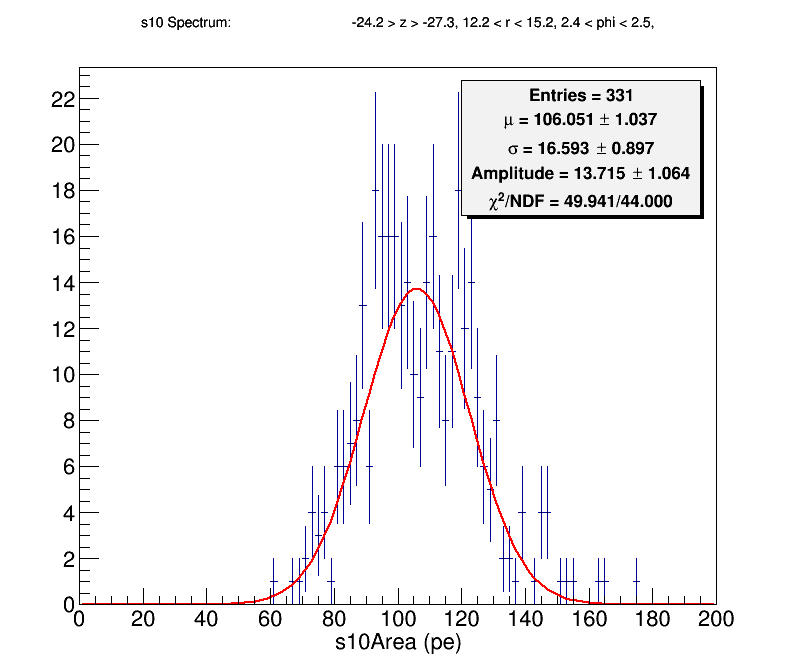 s10 Spectrum: -24.2 > z > -27.3, 12.2 < r < 15.2, 2.4 < phi < 2.5,
Entries = 331
μ = 106.051 ± 1.037
σ = 16.593 ± 0.897
Amplitude = 13.715 ± 1.064
χ²/NDF = 49.941/44.000
22
20
18
16
14
12
10
8
6
4
2
0
0 20 40 60 80 100 120 140 160 180 200
s10Area (pe)